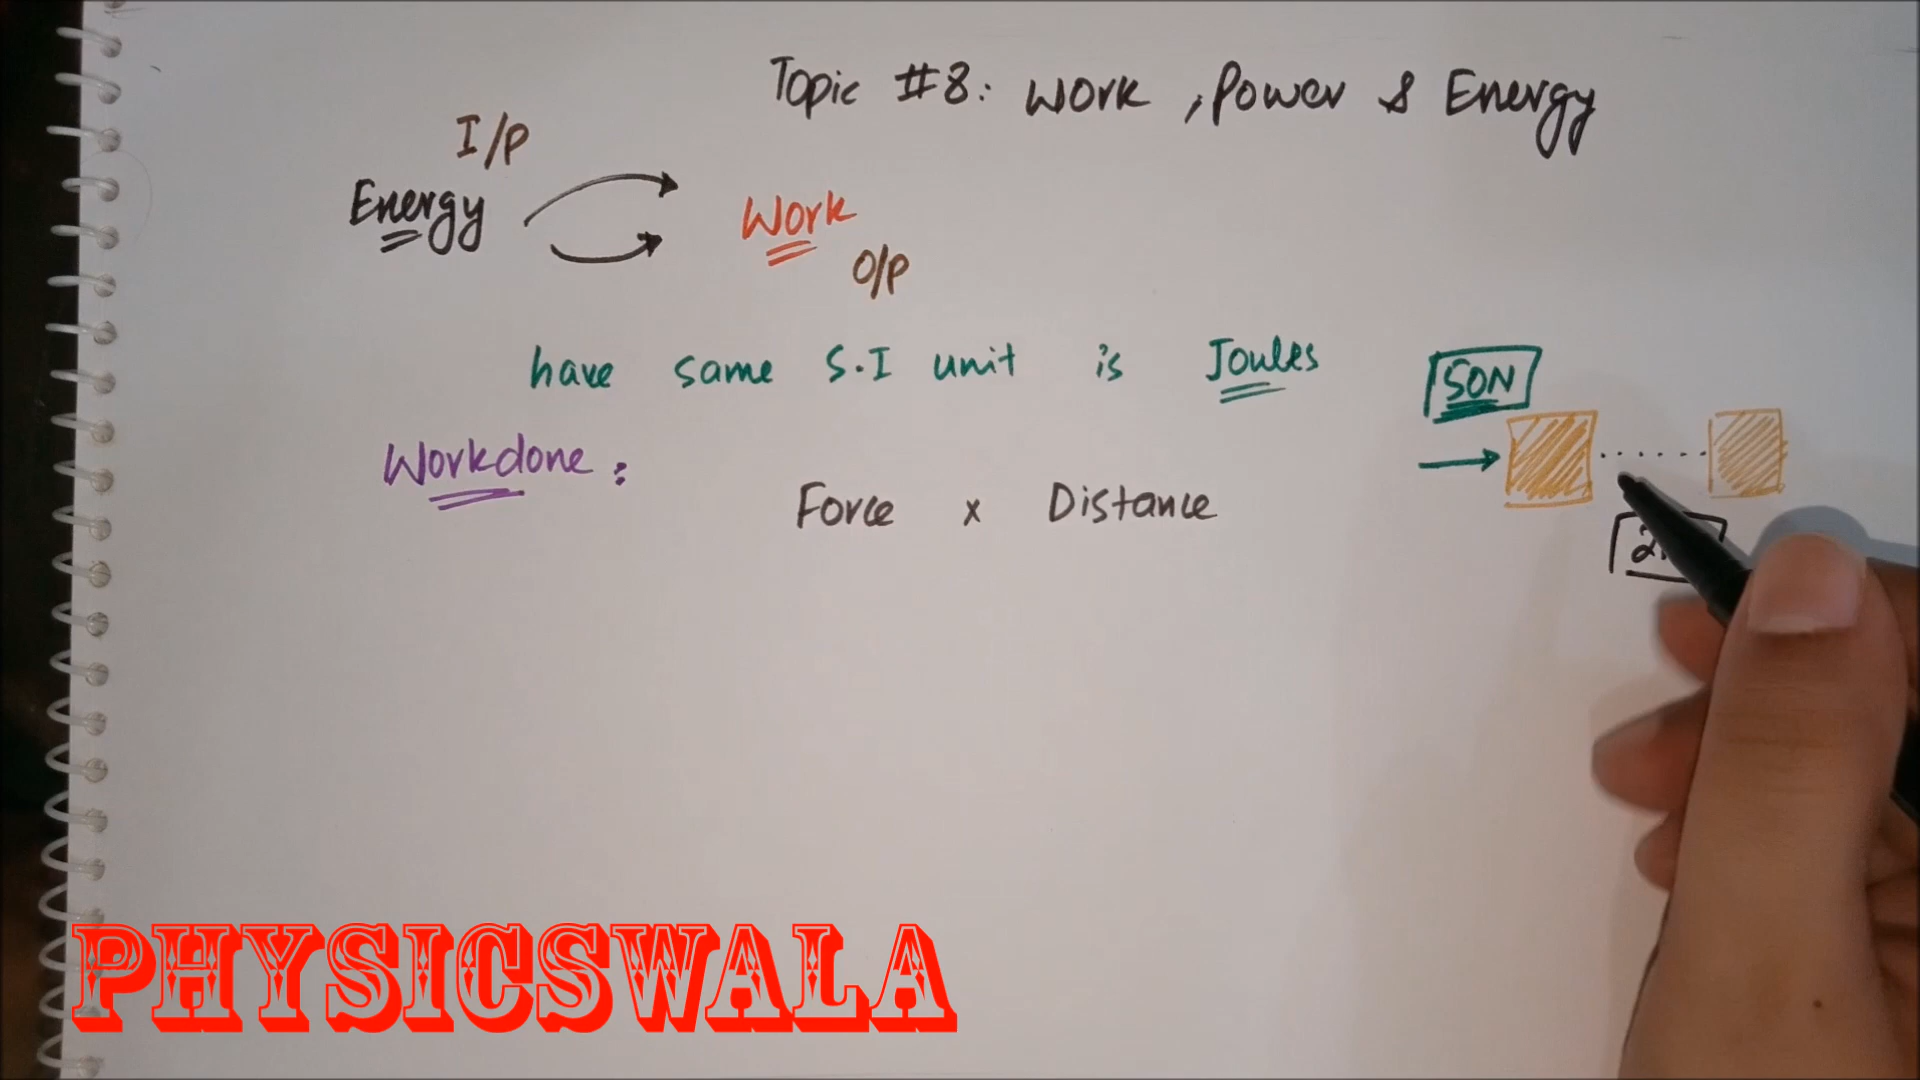 Topic #8: Work, Power & Energy
I/P
Energy
Work
O/P
have same S.I unit is Joules
50N
Workdone:
Force x Distance
PHYSICSWALA